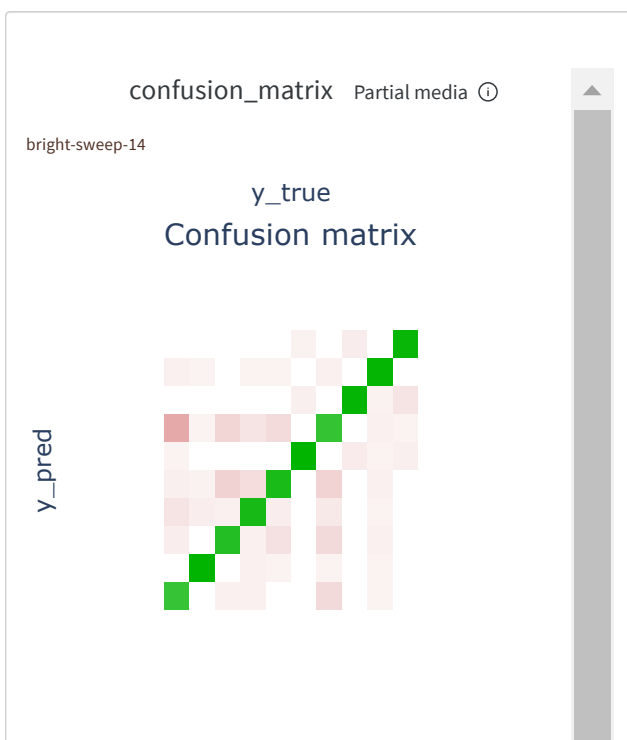 confusion_matrix Partial media
bright-sweep-14
y_true
Confusion matrix
y_pred